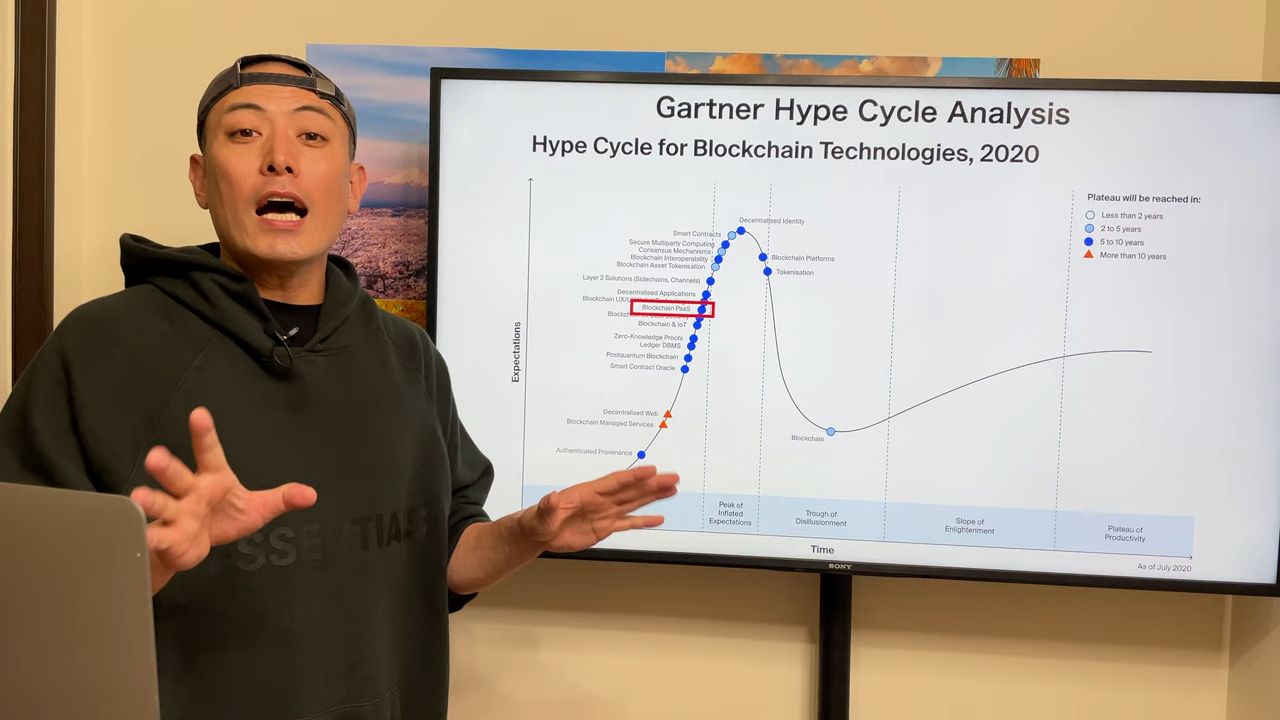 Gartner Hype Cycle Analysis
Hype Cycle for Blockchain Technologies, 2020
Plateau will be reached in:
Less than 2 years
2 to 5 years
5 to 10 years
More than 10 years
Expectations
Decentralised Identity
Smart Contracts
Secure Multiparty Computing
Consensus Mechanisms
Blockchain Interoperability
Blockchain Asset Tokenisation
Blockchain Platforms
Tokenisation
Layer 2 Solutions (Sidechains, Channels)
Decentralised Applications
Blockchain UX/UI
Blockchain PaaS
Blockchain & IoT
Zero-Knowledge Proofs
Ledger DBMS
Postquantum Blockchain
Smart Contract Oracle
Decentralised Web
Blockchain Managed Services
Authenticated Provenance
Blockchain
Peak of
Inflated
Expectations
Trough of
Disillusionment
Slope of
Enlightenment
Plateau of
Productivity
Time
As of July 2020
SONY